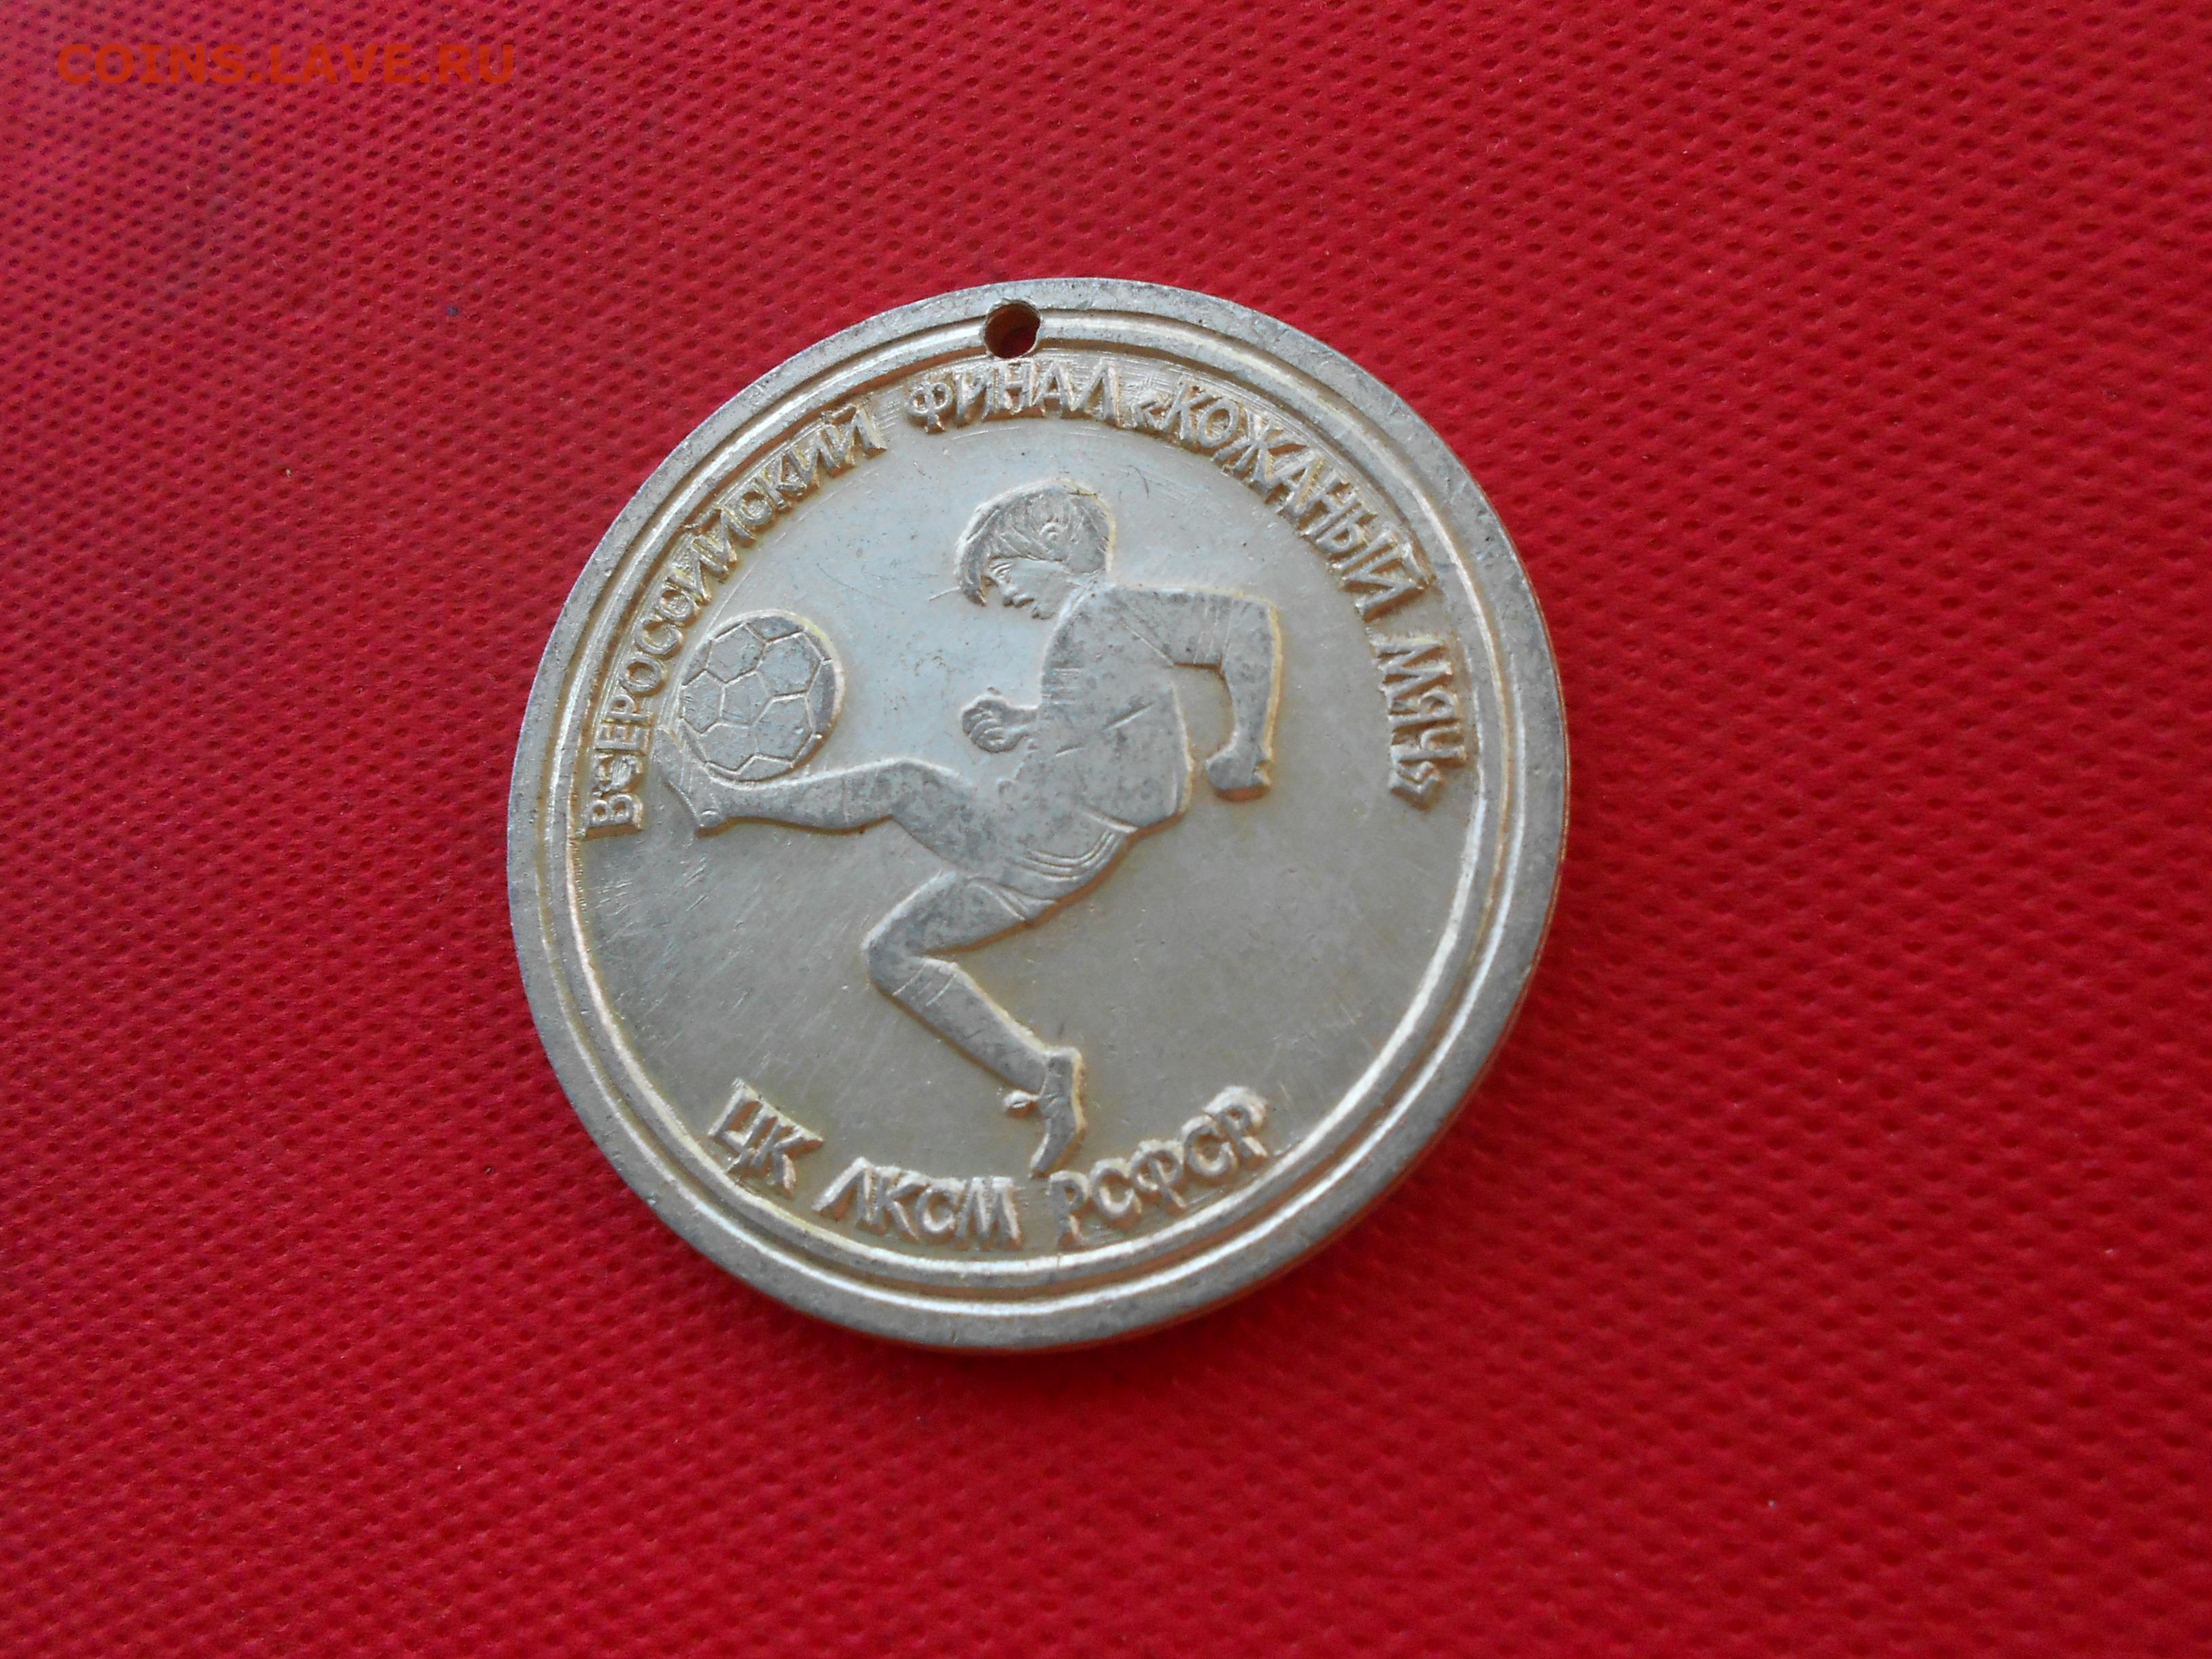 COINS.LAVE.RU
ВСЕРОССИЙСКИЙ ФИНАЛ «КОЖАНЫЙ МЯЧ»
ЦК ЛКСМ РСФСР